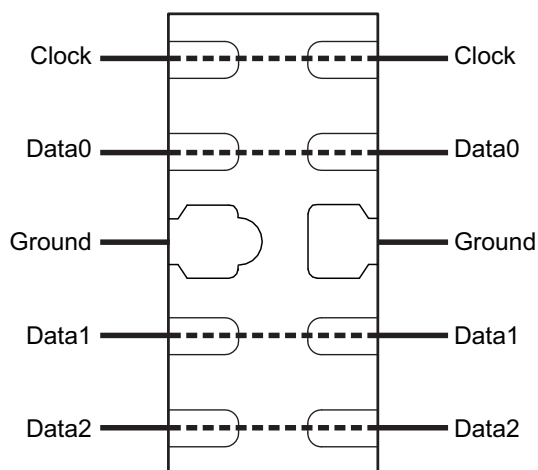 Clock Clock
Data0 Data0
Ground Ground
Data1 Data1
Data2 Data2